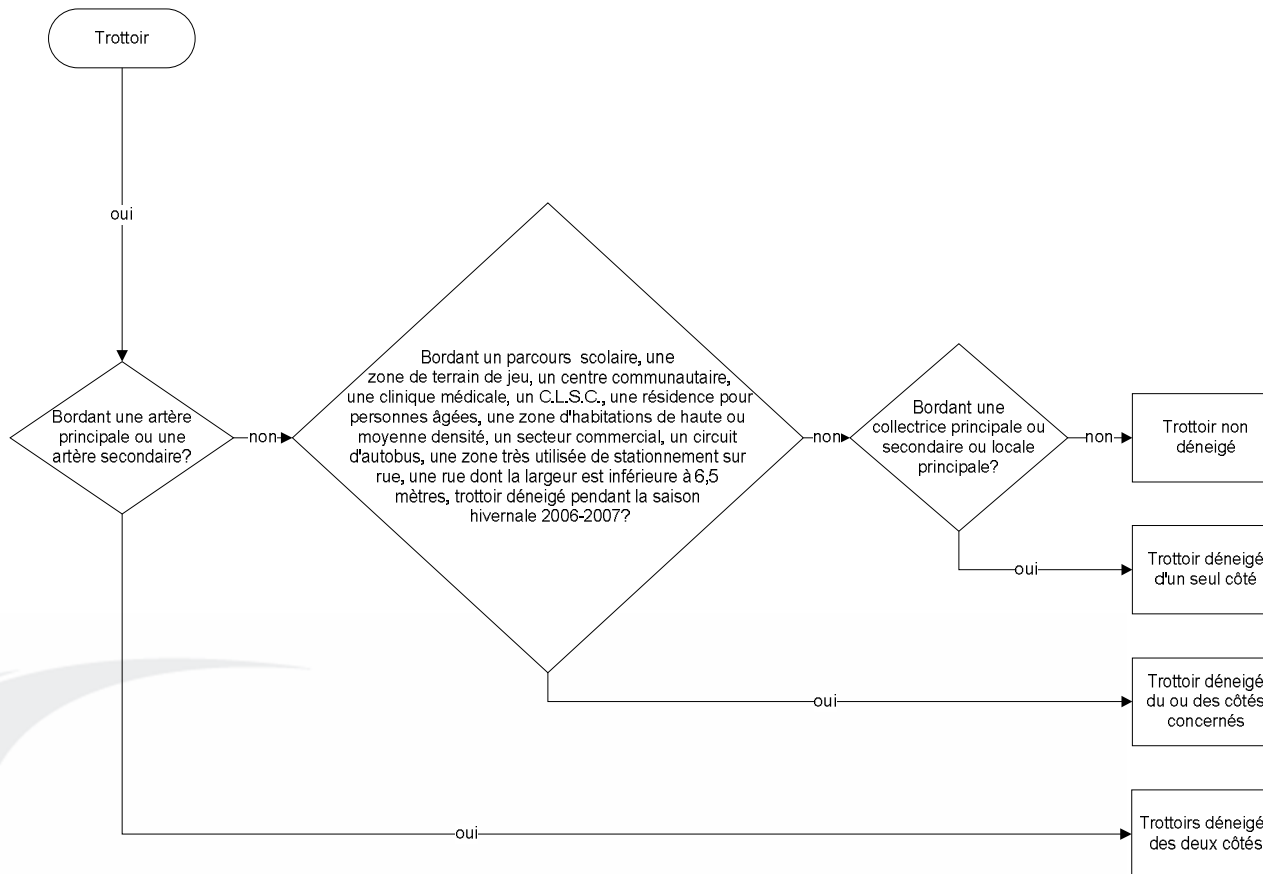 Trottoir
oui
Bordant une artère
principale ou une
artère secondaire?
non
Bordant un parcours scolaire, une
zone de terrain de jeu, un centre communautaire,
une clinique médicale, un C.L.S.C., une résidence pour
personnes âgées, une zone d'habitations de haute ou
moyenne densité, un secteur commercial, un circuit
d'autobus, une zone très utilisée de stationnement sur
rue, une rue dont la largeur est inférieure à 6,5
mètres, trottoir déneigé pendant la saison
hivernale 2006-2007?
non
Bordant une
collectrice principale ou
secondaire ou locale
principale?
non
Trottoir non
déneigé
oui
Trottoir déneigé
d'un seul côté
oui
Trottoir déneigé
du ou des côtés
concernés
oui
Trottoirs déneigé
des deux côtés